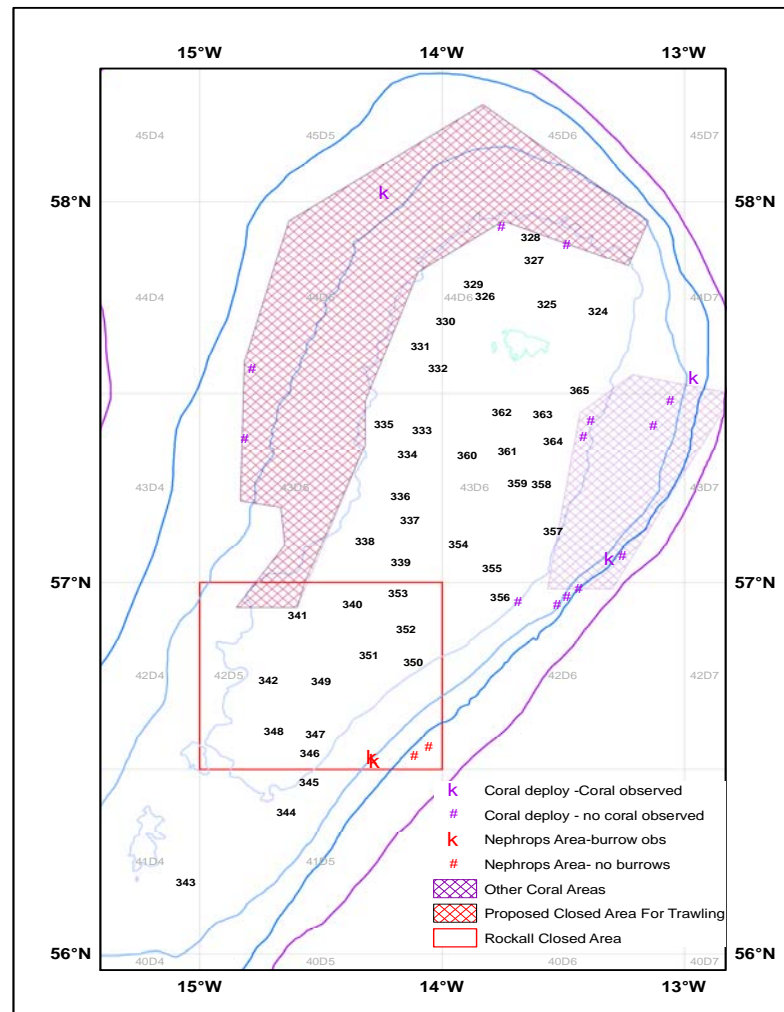 15°W 14°W 13°W
45D4 45D5 45D6 45D7
58°N 58°N
k
#
328
#
327
329
44D4 44D5 326 44D6 325 44D7
324
330
331
332
#
k
365
#
362 363
335 333 # #
# 364 #
334 360 361
43D4 43D5 43D6 359 358 43D7
336
337
357
338 354
k #
339 355
57°N 57°N
353 #
340 356 # # #
341
352
351 350
42D4 42D5 42D6 42D7
342 349
348 347
#
346 k k #
345
k Coral deploy -Coral observed
344 # Coral deploy - no coral observed
k Nephrops Area-burrow obs
41D4 41D5 # Nephrops Area- no burrows
343 Other Coral Areas
Proposed Closed Area For Trawling
Rockall Closed Area
56°N 56°N
40D4 40D5 40D6 40D7
15°W 14°W 13°W